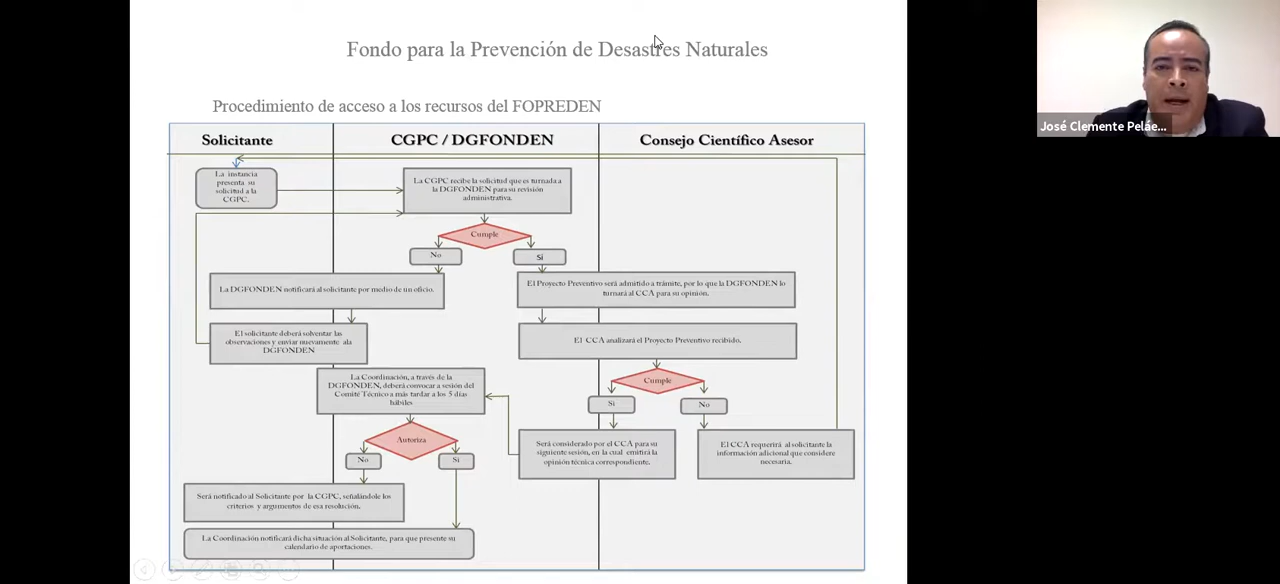 Fondo para la Prevención de Desastres Naturales
José Clemente Peláe...
Procedimiento de acceso a los recursos del FOPREDEN
Solicitante
CGPC / DGFONDEN
Consejo Científico Asesor
La instancia
presenta su
solicitud a la
CGPC.
La CGPC recibe la solicitud que es turnada a
la DGFONDEN para su revisión
administrativa.
Cumple
No
Sí
La DGFONDEN notificará al solicitante por medio de un oficio.
El Proyecto Preventivo será admitido a trámite, por lo que la DGFONDEN lo
turnará al CCA para su opinión.
El solicitante deberá solventar las
observaciones y enviar nuevamente ala
DGFONDEN
El CCA analizará el Proyecto Preventivo recibido.
Cumple
Si
No
La Coordinación, a través de la
DGFONDEN, deberá convocar a sesión del
Comité Técnico a más tardar a los 5 días
hábiles
Autoriza
No
Si
Será considerado por el CCA para su
siguiente sesión, en la cual emitirá la
opinión técnica correspondiente.
El CCA requerirá al solicitante la
información adicional que considere
necesaria.
Será notificado al Solicitante por la CGPC, señalándole los
criterios y argumentos de esa resolución.
La Coordinación notificará dicha situación al Solicitante, para que presente su
calendario de aportaciones.